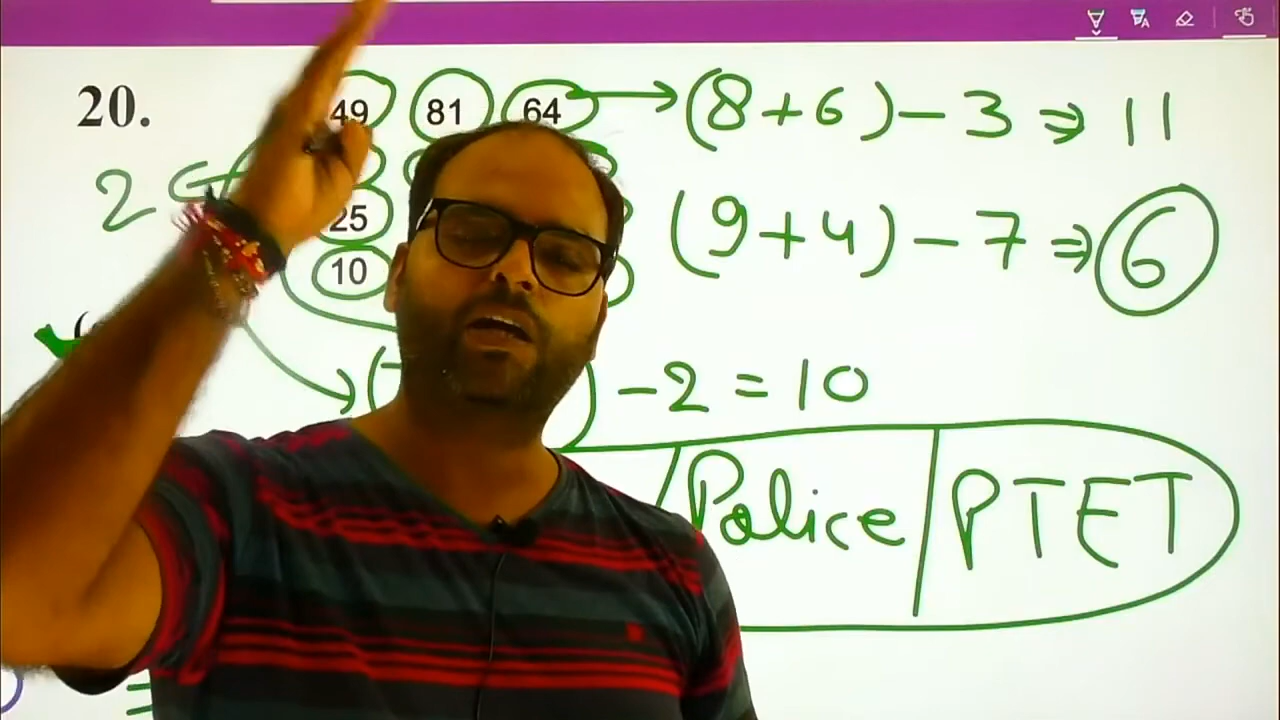 20. 49 81 64 → (8+6) - 3 ⇒ 11
2
25 (9+4) - 7 ⇒ 6
10
( ) - 2 = 10
/ Police / PTET